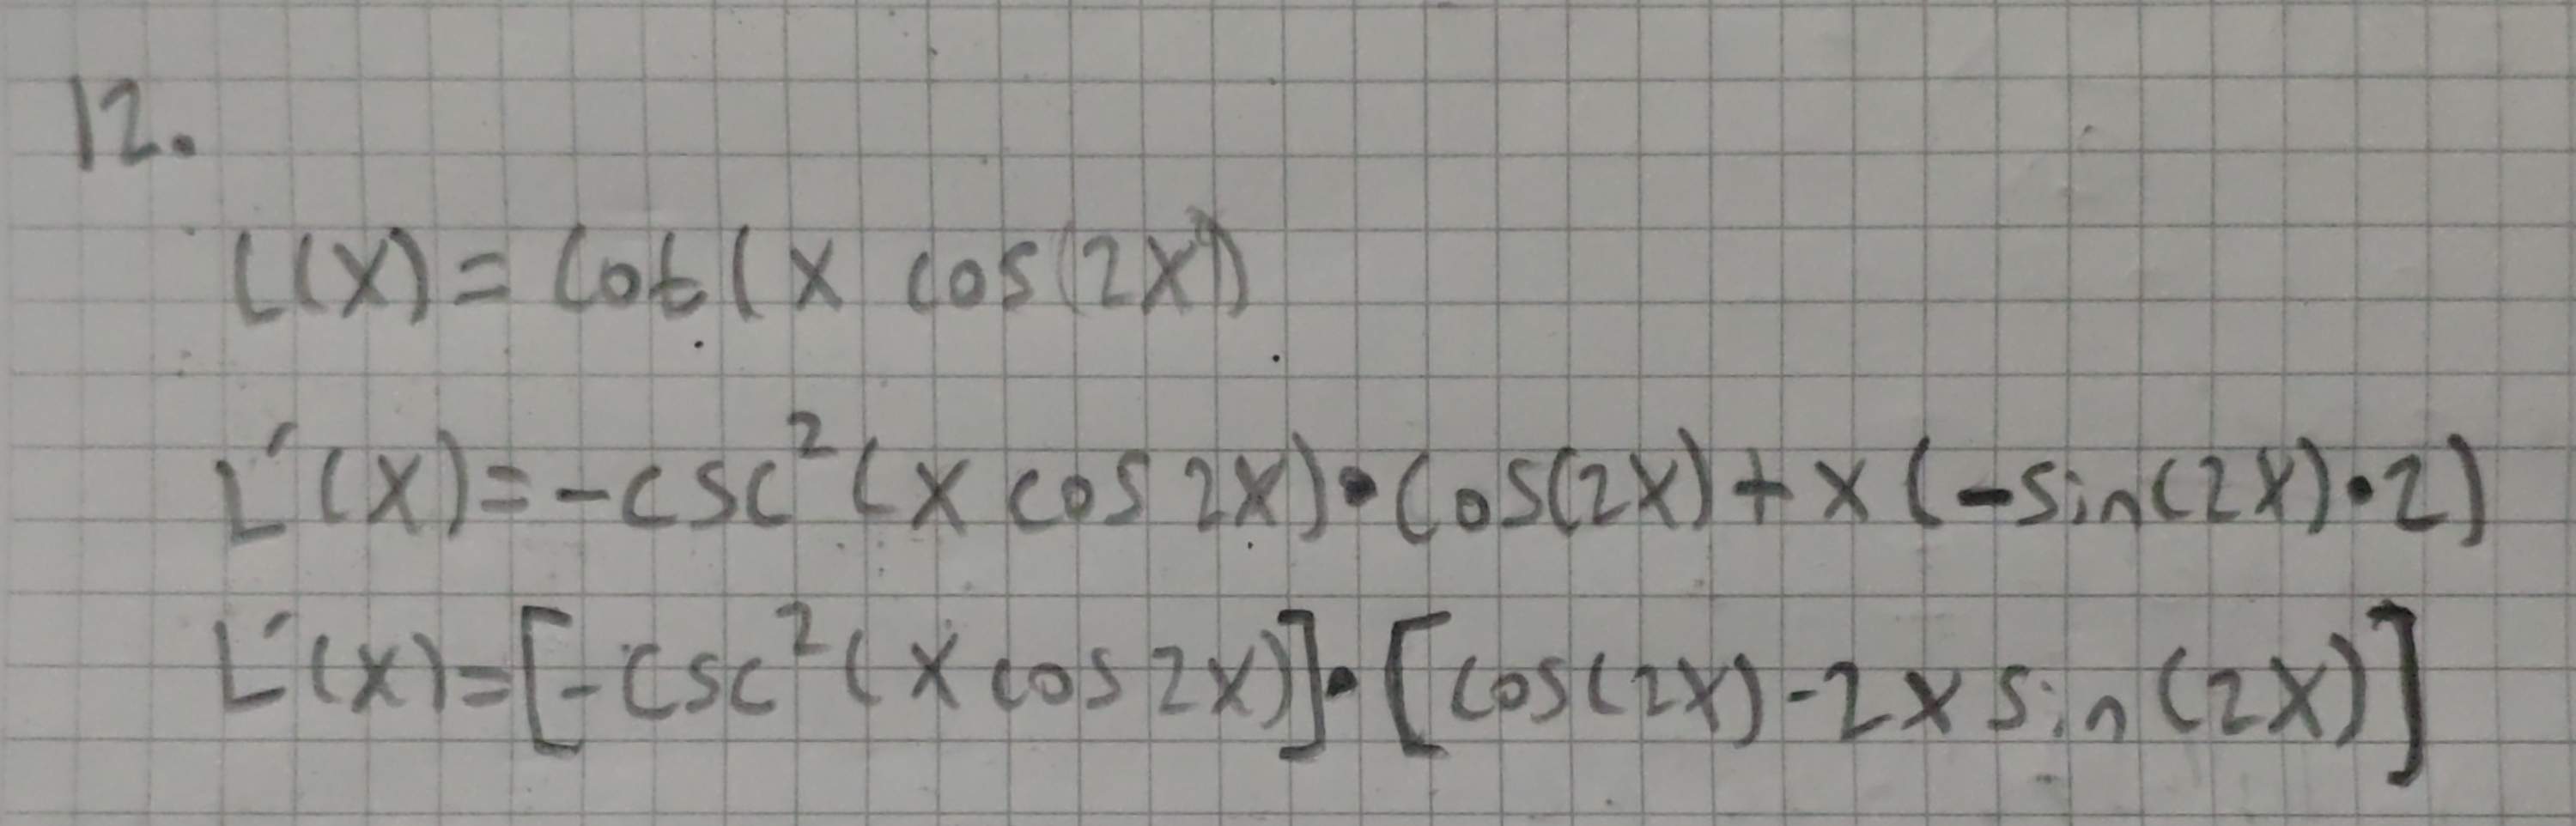 12.
L(X) = Cot(X cos(2X))
L´(X) = -csc²(X cos 2X)•Cos(2X) + x(-sin(2X)•2)
L´(X) = [-csc²(X cos 2X)]•[cos(2X)-2X sin(2X)]